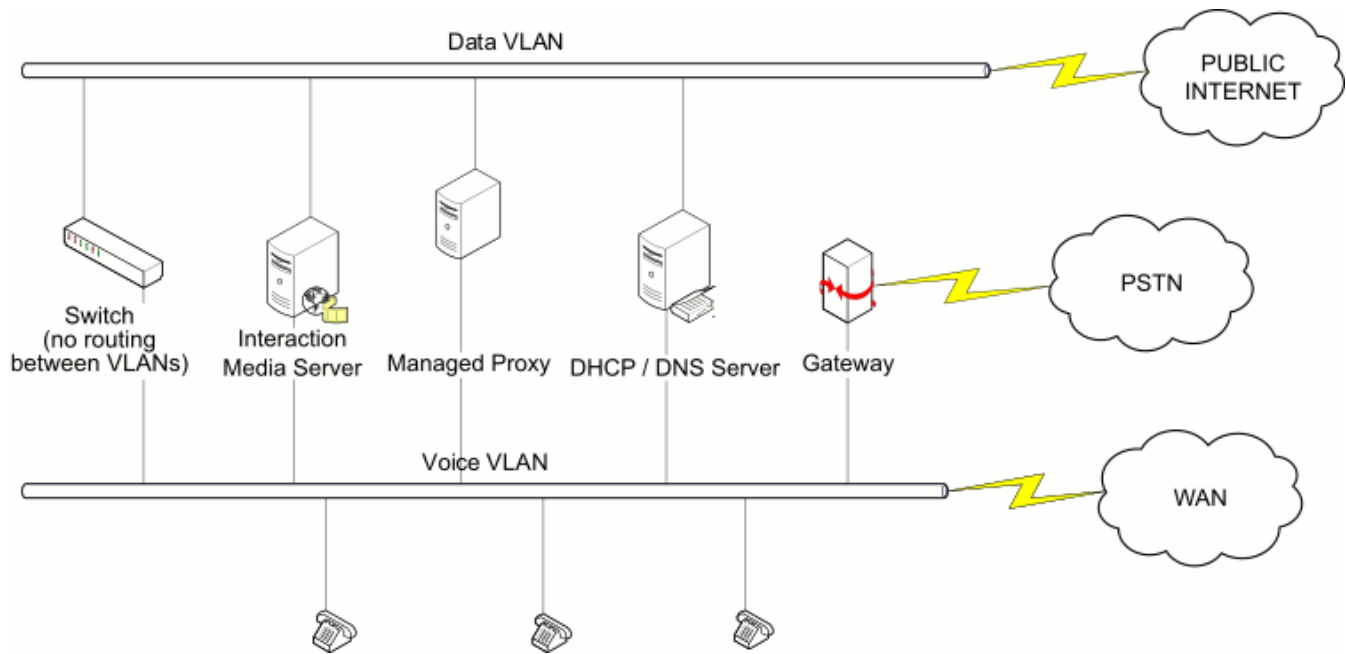 Data VLAN
PUBLIC
INTERNET
PSTN
Switch
(no routing
between VLANs)
Interaction
Media Server
Managed Proxy
DHCP / DNS Server
Gateway
Voice VLAN
WAN